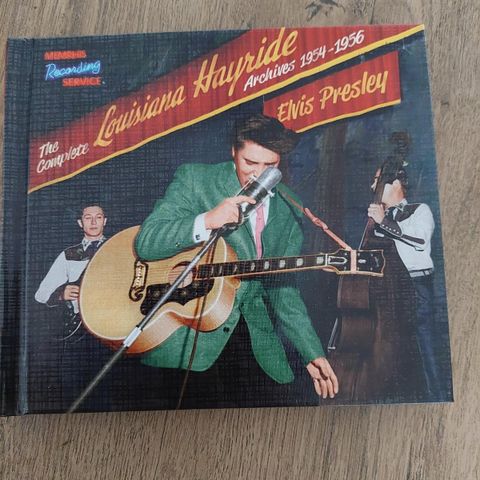 MEMPHIS
Recording
SERVICE
The Complete
Louisiana Hayride
Archives 1954-1956
Elvis Presley